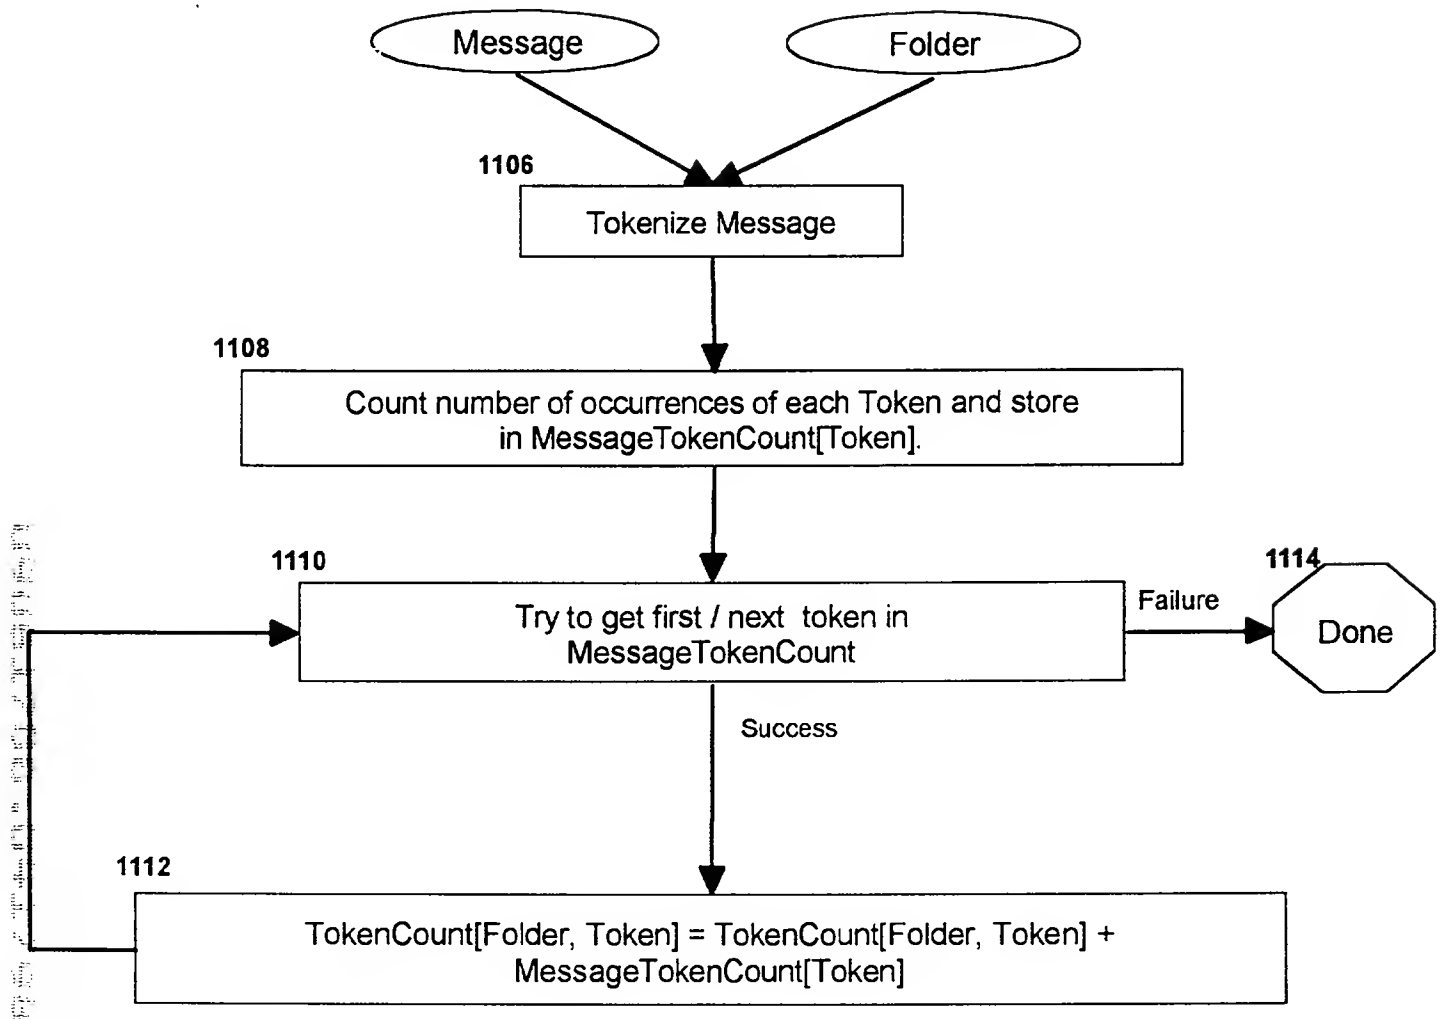 Message
Folder
1106
Tokenize Message
1108
Count number of occurrences of each Token and store
in MessageTokenCount[Token].
1110
Try to get first / next token in
MessageTokenCount
Failure
1114
Done
Success
1112
TokenCount[Folder, Token] = TokenCount[Folder, Token] +
MessageTokenCount[Token]